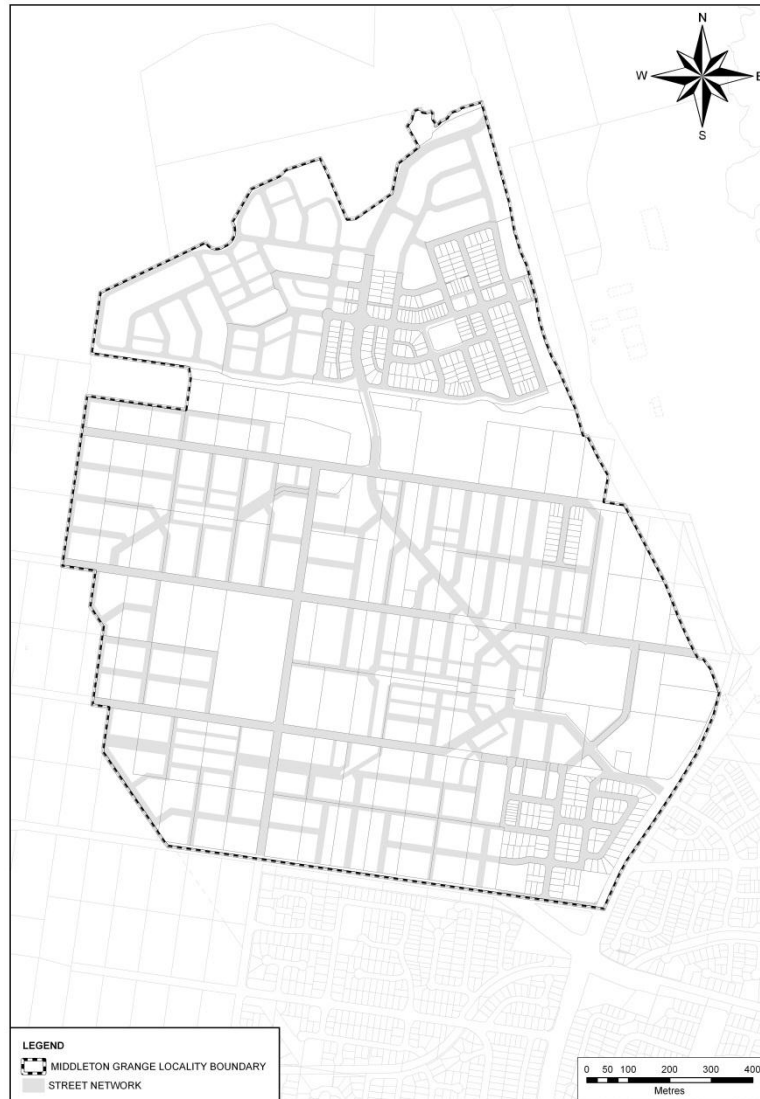 N
W E
S
LEGEND
MIDDLETON GRANGE LOCALITY BOUNDARY
STREET NETWORK
0 50 100 200 300 400
Metres